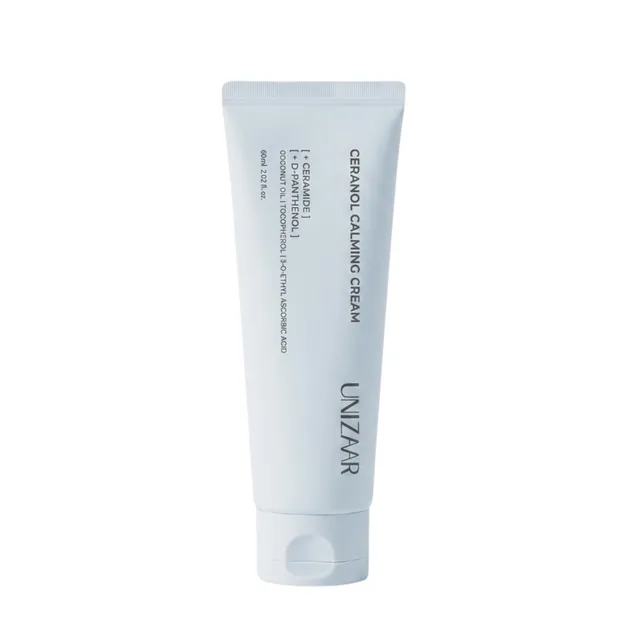 CERANOL CALMING CREAM
[ + CERAMIDE ]
[ + D-PANTHENOL ]
COCONUT OIL | TOCOPHEROL | 3-O-ETHYL ASCORBIC ACID
60ml 2.02 fl.oz.
UNIZAAR